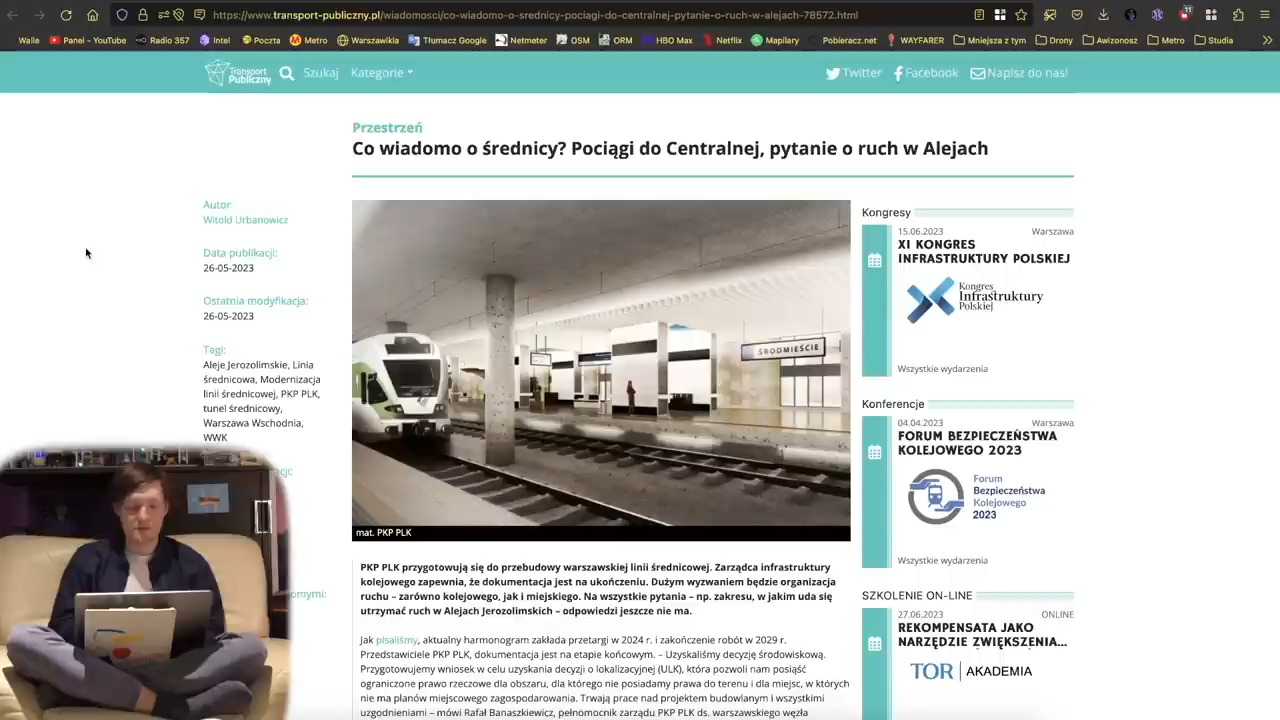 https://www.transport-publiczny.pl/wiadomosci/co-wiadomo-o-srednicy-pociagi-do-centralnej-pytanie-o-ruch-w-alejach-78572.html
11
Walle Panel – YouTube Radio 357 Intel Poczta Metro Warszawikia Tłumacz Google Netmeter OSM ORM HBO Max Netflix Mapilary Pobieracz.net WAYFARER Mniejsza z tym Drony Awizonosz Metro Studia
Transport
Publiczny
Szukaj Kategorie
Twitter Facebook Napisz do nas!
Przestrzeń
Co wiadomo o średnicy? Pociągi do Centralnej, pytanie o ruch w Alejach
Autor:
Witold Urbanowicz
Data publikacji:
26-05-2023
Ostatnia modyfikacja:
26-05-2023
Tagi:
Aleje Jerozolimskie, Linia
średnicowa, Modernizacja
linii średnicowej, PKP PLK,
tunel średnicowy,
Warszawa Wschodnia,
WWK
acji:
omymi:
ŚRODMIEŚCIE
mat. PKP PLK
PKP PLK przygotowują się do przebudowy warszawskiej linii średnicowej. Zarządca infrastruktury
kolejowego zapewnia, że dokumentacja jest na ukończeniu. Dużym wyzwaniem będzie organizacja
ruchu – zarówno kolejowego, jak i miejskiego. Na wszystkie pytania – np. zakresu, w jakim uda się
utrzymać ruch w Alejach Jerozolimskich – odpowiedzi jeszcze nie ma.
Jak pisaliśmy, aktualny harmonogram zakłada przetargi w 2024 r. i zakończenie robót w 2029 r.
Przedstawiciele PKP PLK, dokumentacja jest na etapie końcowym. – Uzyskaliśmy decyzję środowiskową.
Przygotowujemy wniosek w celu uzyskania decyzji o lokalizacyjnej (ULK), która pozwoli nam posiąść
ograniczone prawo rzeczowe dla obszaru, dla którego nie posiadamy prawa do terenu i dla miejsc, w których
nie ma planów miejscowego zagospodarowania. Trwają prace nad projektem budowlanym i wszystkimi
uzgodnieniami – mówi Rafał Banaszkiewicz, pełnomocnik zarządu PKP PLK ds. warszawskiego węzła
Kongresy
15.06.2023 Warszawa
XI KONGRES
INFRASTRUKTURY POLSKIEJ
Kongres
Infrastruktury
Polskiej
Wszystkie wydarzenia
Konferencje
04.04.2023 Warszawa
FORUM BEZPIECZEŃSTWA
KOLEJOWEGO 2023
Forum
Bezpieczeństwa
Kolejowego
2023
Wszystkie wydarzenia
SZKOLENIE ON-LINE
27.06.2023 ONLINE
REKOMPENSATA JAKO
NARZĘDZIE ZWIĘKSZENIA...
TOR | AKADEMIA